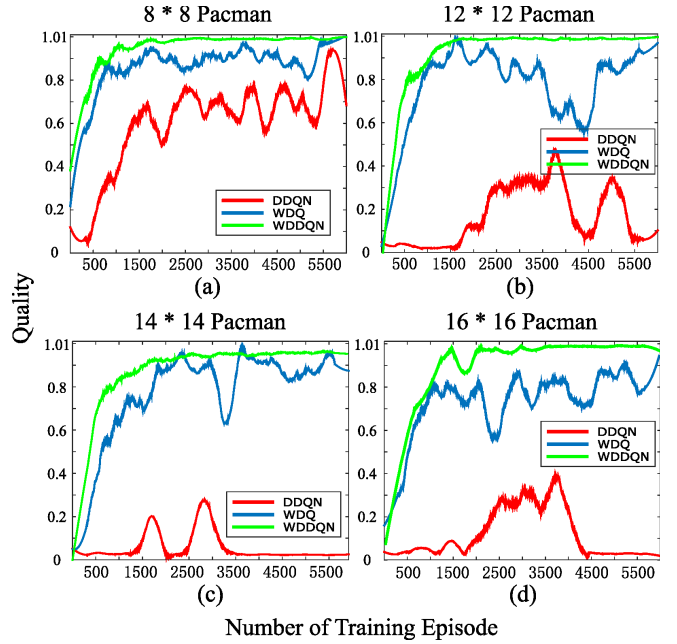 8 * 8 Pacman
1.01
0.8
0.6
0.4
0.2
0
500 1500 2500 3500 4500 5500
DDQN
WDQ
WDDQN
(a)
12 * 12 Pacman
1.01
0.8
0.6
0.4
0.2
0
500 1500 2500 3500 4500 5500
DDQN
WDQ
WDDQN
(b)
Quality
14 * 14 Pacman
1.01
0.8
0.6
0.4
0.2
0
500 1500 2500 3500 4500 5500
DDQN
WDQ
WDDQN
(c)
16 * 16 Pacman
1.01
0.8
0.6
0.4
0.2
0
500 1500 2500 3500 4500 5500
DDQN
WDQ
WDDQN
(d)
Number of Training Episode